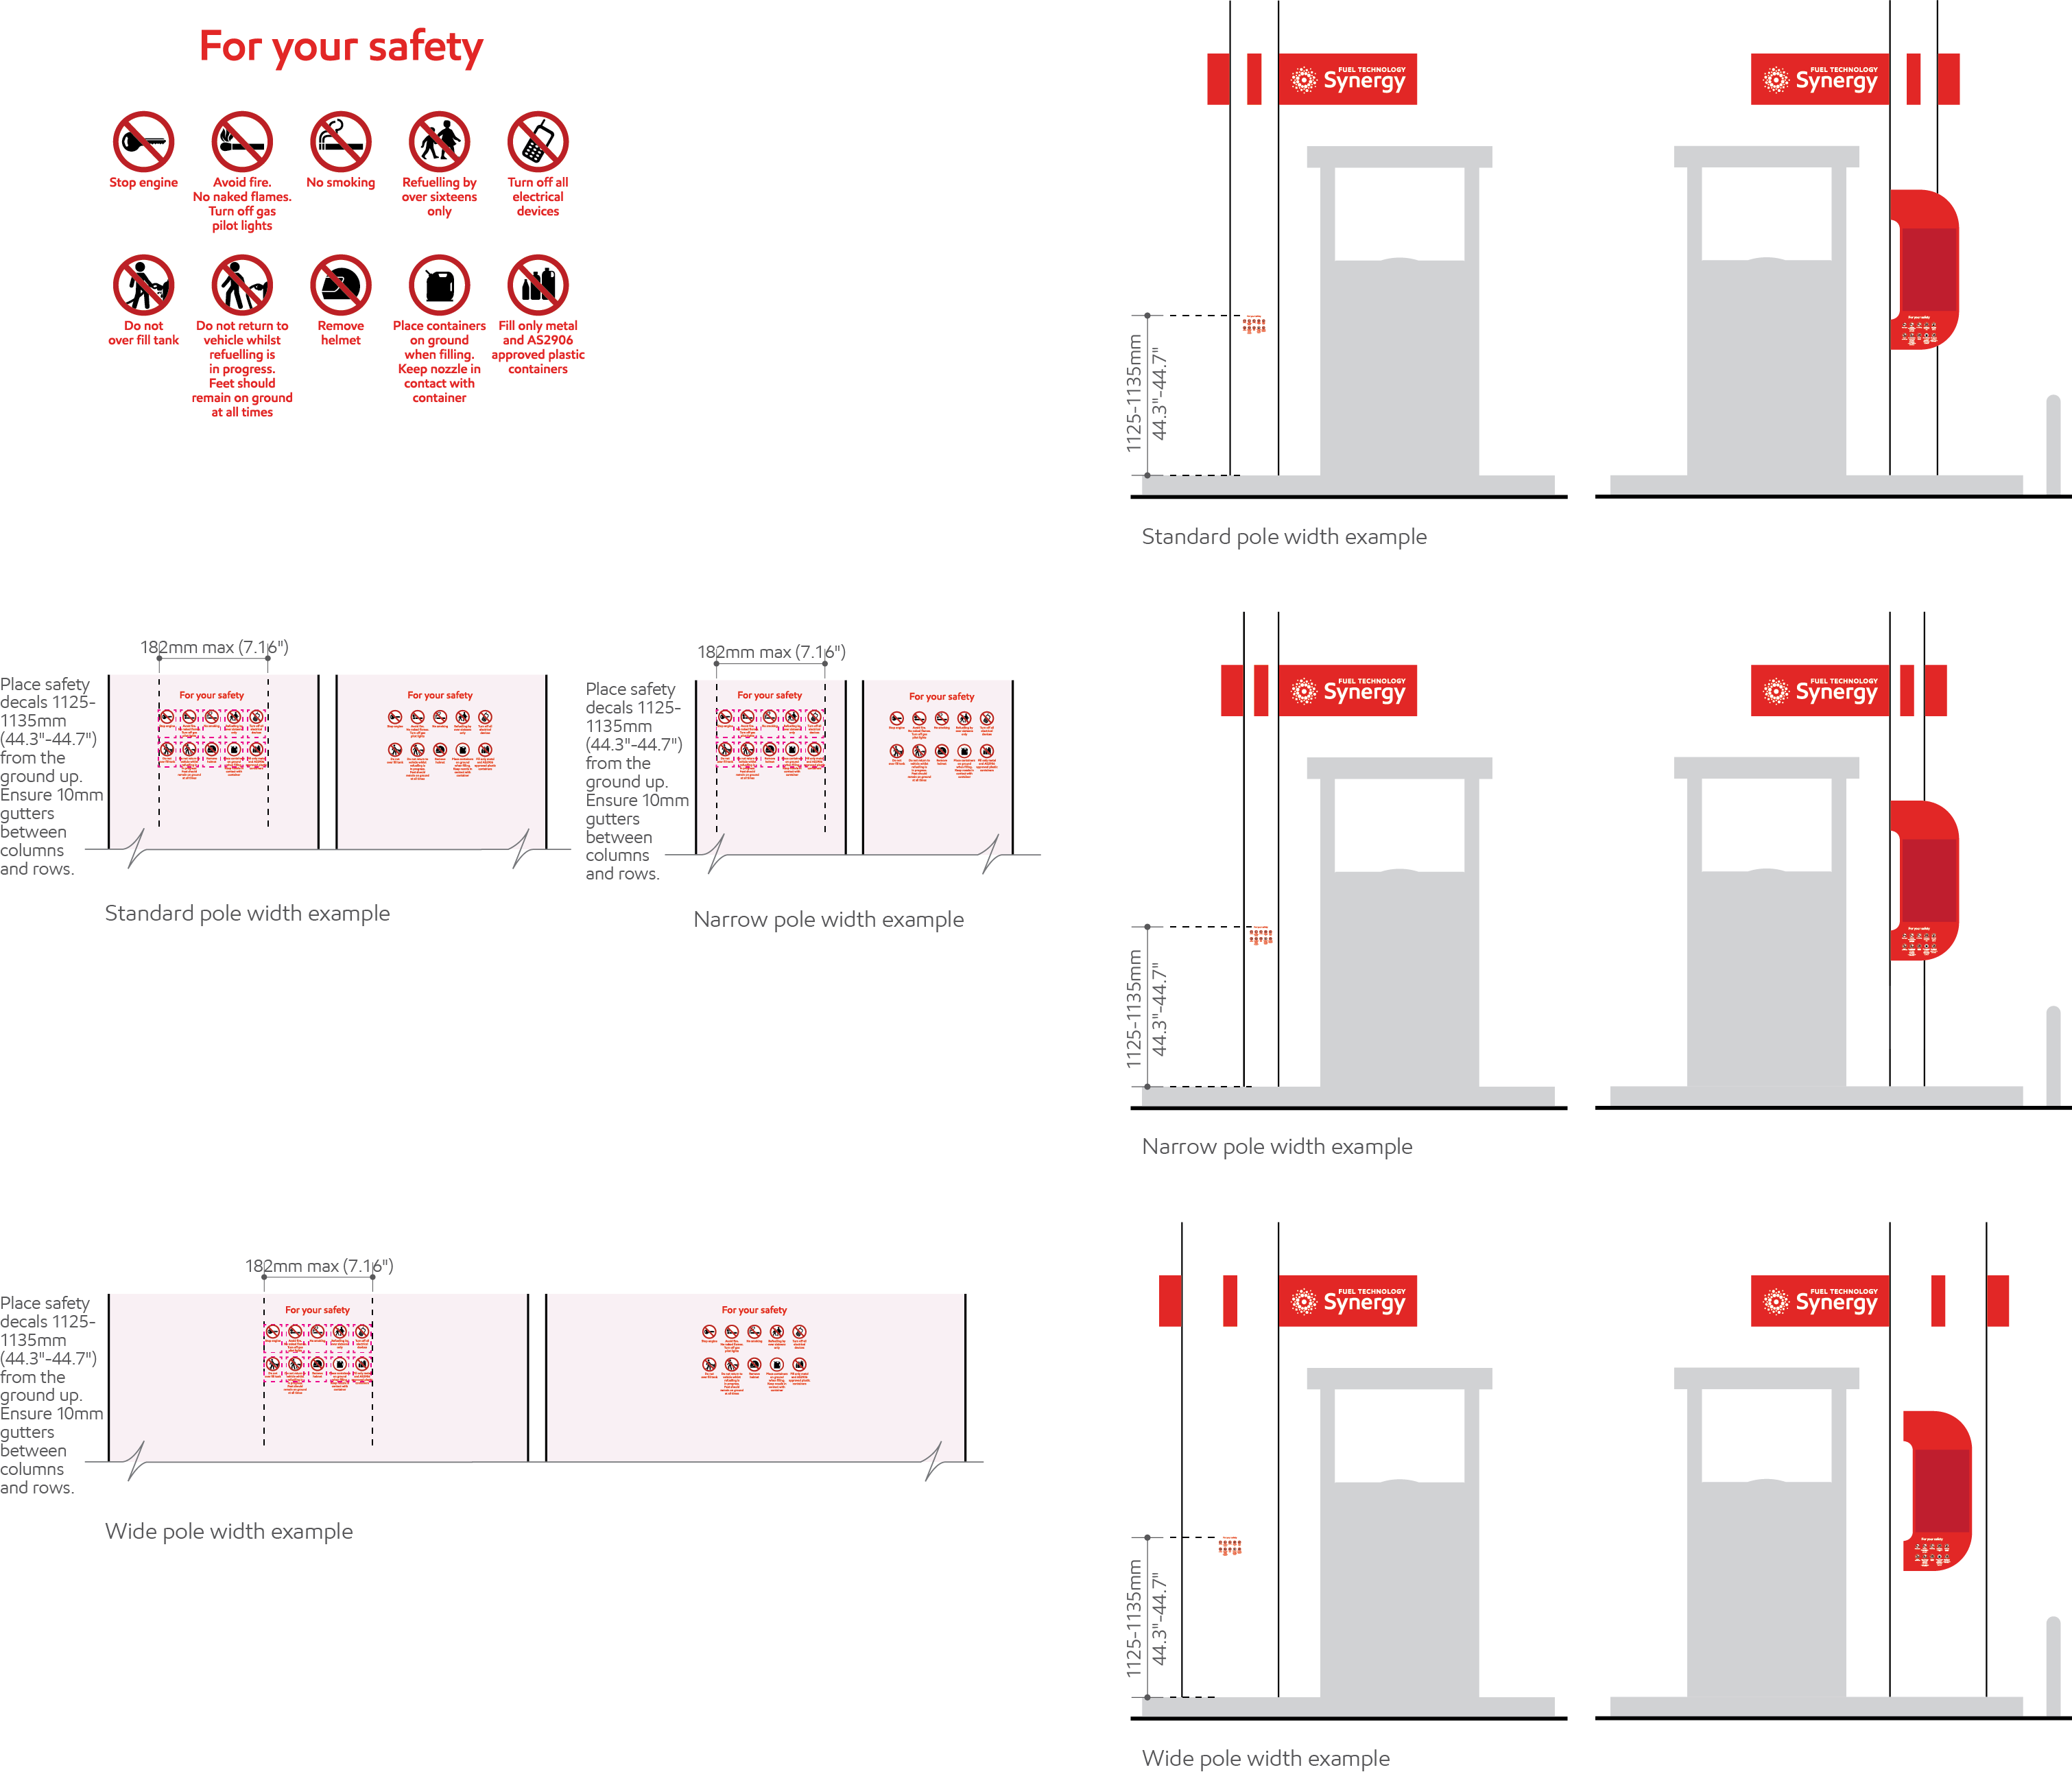 For your safety
Stop engine
Avoid fire.
No naked flames.
Turn off gas
pilot lights
No smoking
Refuelling by
over sixteens
only
Turn off all
electrical
devices
Do not
over fill tank
Do not return to
vehicle whilst
refuelling is
in progress.
Feet should
remain on ground
at all times
Remove
helmet
Place containers
on ground
when filling.
Keep nozzle in
contact with
container
Fill only metal
and AS2906
approved plastic
containers
FUEL TECHNOLOGY
Synergy
FUEL TECHNOLOGY
Synergy
1125-1135mm
44.3"-44.7"
For your safety
Standard pole width example
182mm max (7.16")
Place safety
decals 1125-
1135mm
(44.3"-44.7")
from the
ground up.
Ensure 10mm
gutters
between
columns
and rows.
For your safety
For your safety
Standard pole width example
182mm max (7.16")
Place safety
decals 1125-
1135mm
(44.3"-44.7")
from the
ground up.
Ensure 10mm
gutters
between
columns
and rows.
For your safety
For your safety
Narrow pole width example
FUEL TECHNOLOGY
Synergy
FUEL TECHNOLOGY
Synergy
1125-1135mm
44.3"-44.7"
For your safety
Narrow pole width example
182mm max (7.16")
Place safety
decals 1125-
1135mm
(44.3"-44.7")
from the
ground up.
Ensure 10mm
gutters
between
columns
and rows.
For your safety
For your safety
Wide pole width example
FUEL TECHNOLOGY
Synergy
FUEL TECHNOLOGY
Synergy
1125-1135mm
44.3"-44.7"
For your safety
Wide pole width example